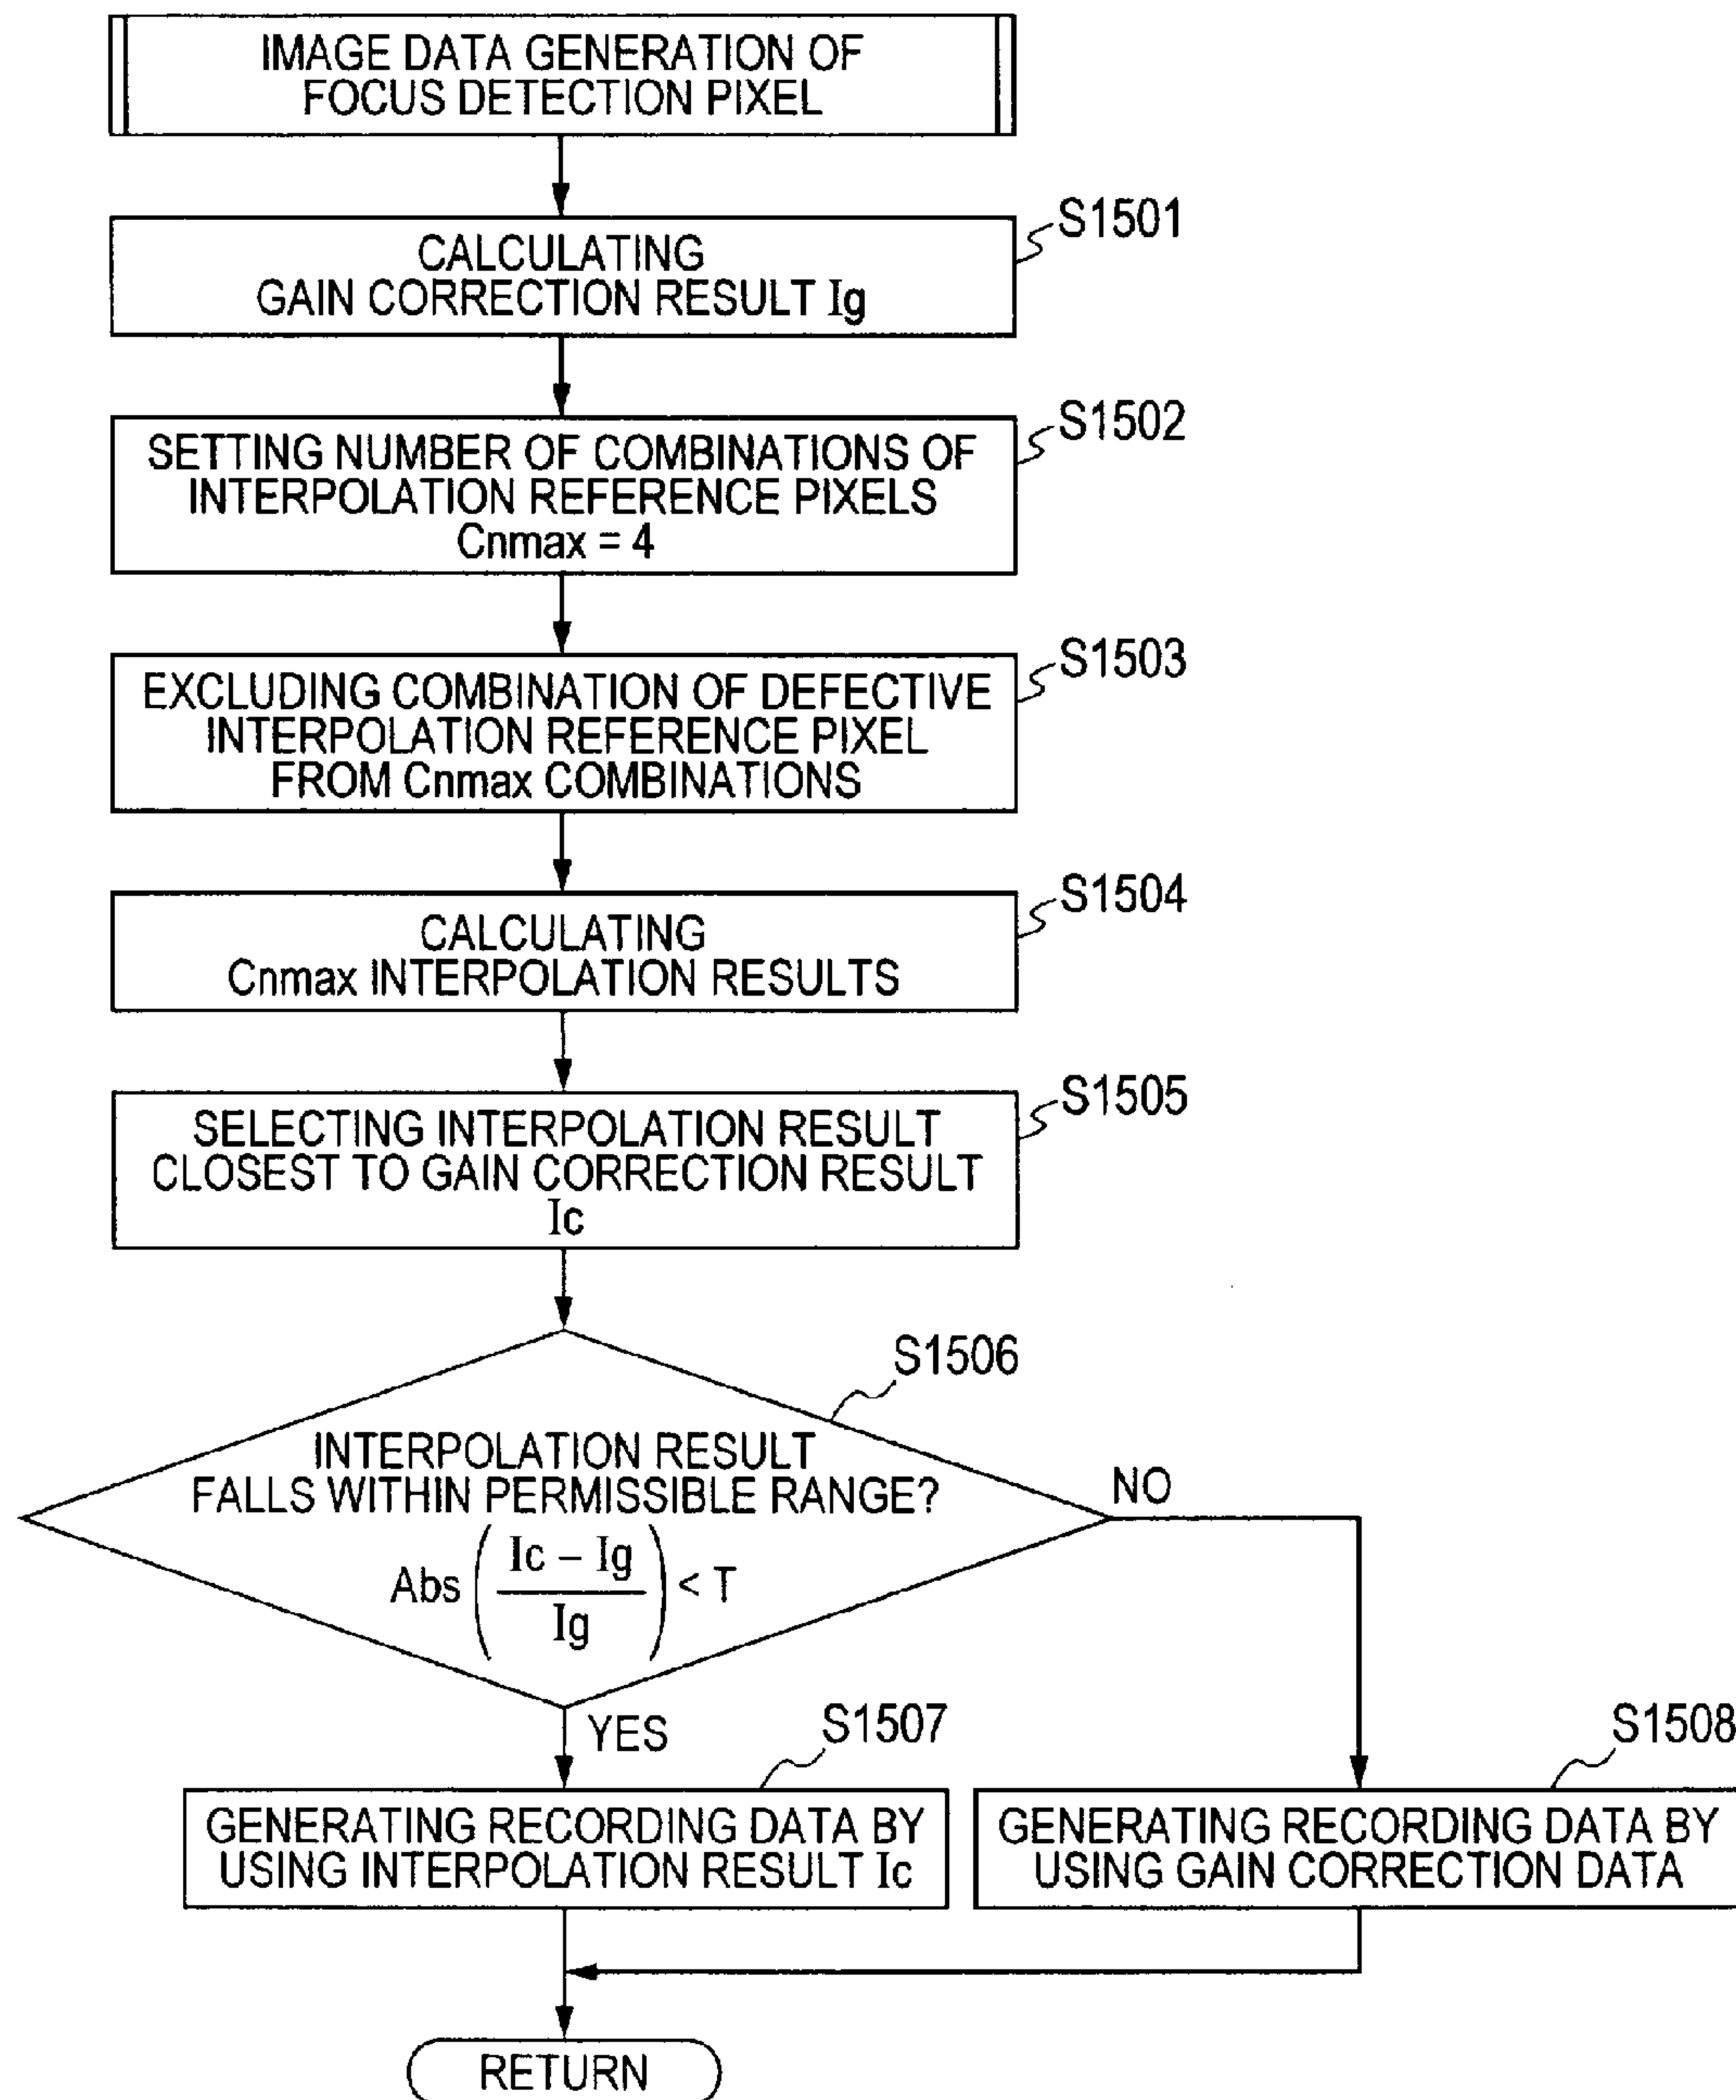 IMAGE DATA GENERATION OF
FOCUS DETECTION PIXEL
S1501
CALCULATING
GAIN CORRECTION RESULT Ig
S1502
SETTING NUMBER OF COMBINATIONS OF
INTERPOLATION REFERENCE PIXELS
Cnmax = 4
S1503
EXCLUDING COMBINATION OF DEFECTIVE
INTERPOLATION REFERENCE PIXEL
FROM Cnmax COMBINATIONS
S1504
CALCULATING
Cnmax INTERPOLATION RESULTS
S1505
SELECTING INTERPOLATION RESULT
CLOSEST TO GAIN CORRECTION RESULT
Ic
S1506
INTERPOLATION RESULT
FALLS WITHIN PERMISSIBLE RANGE?
Abs ( (Ic – Ig) / Ig ) < T
NO
YES
S1507
GENERATING RECORDING DATA BY
USING INTERPOLATION RESULT Ic
S1508
GENERATING RECORDING DATA BY
USING GAIN CORRECTION DATA
RETURN